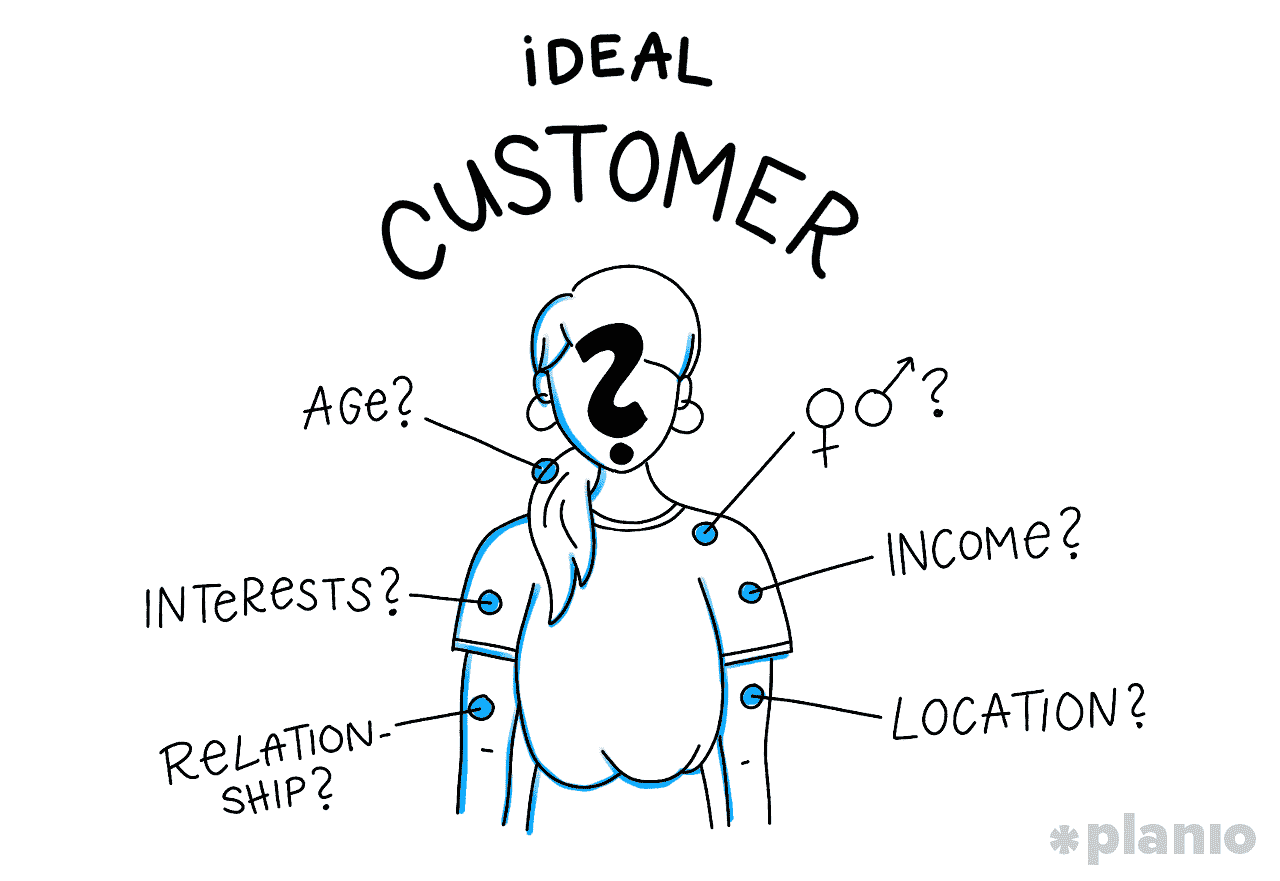 iDEAL
CUSTOMER
?
AGe?
♀♂?
INCOMe?
INTeResTS?
LOCATION?
ReLATION-
SHIP?
*planio